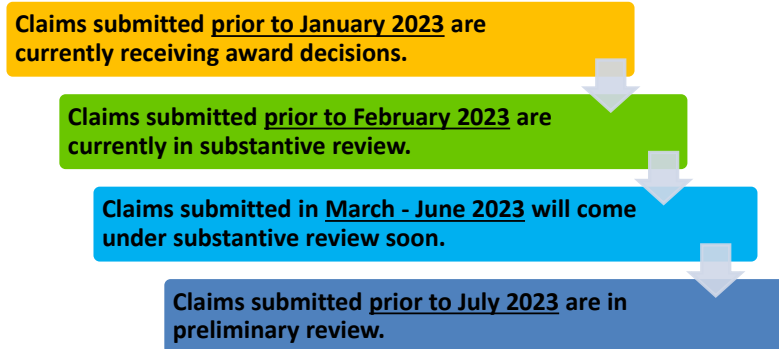 Claims submitted prior to January 2023 are
currently receiving award decisions.
Claims submitted prior to February 2023 are
currently in substantive review.
Claims submitted in March - June 2023 will come
under substantive review soon.
Claims submitted prior to July 2023 are in
preliminary review.